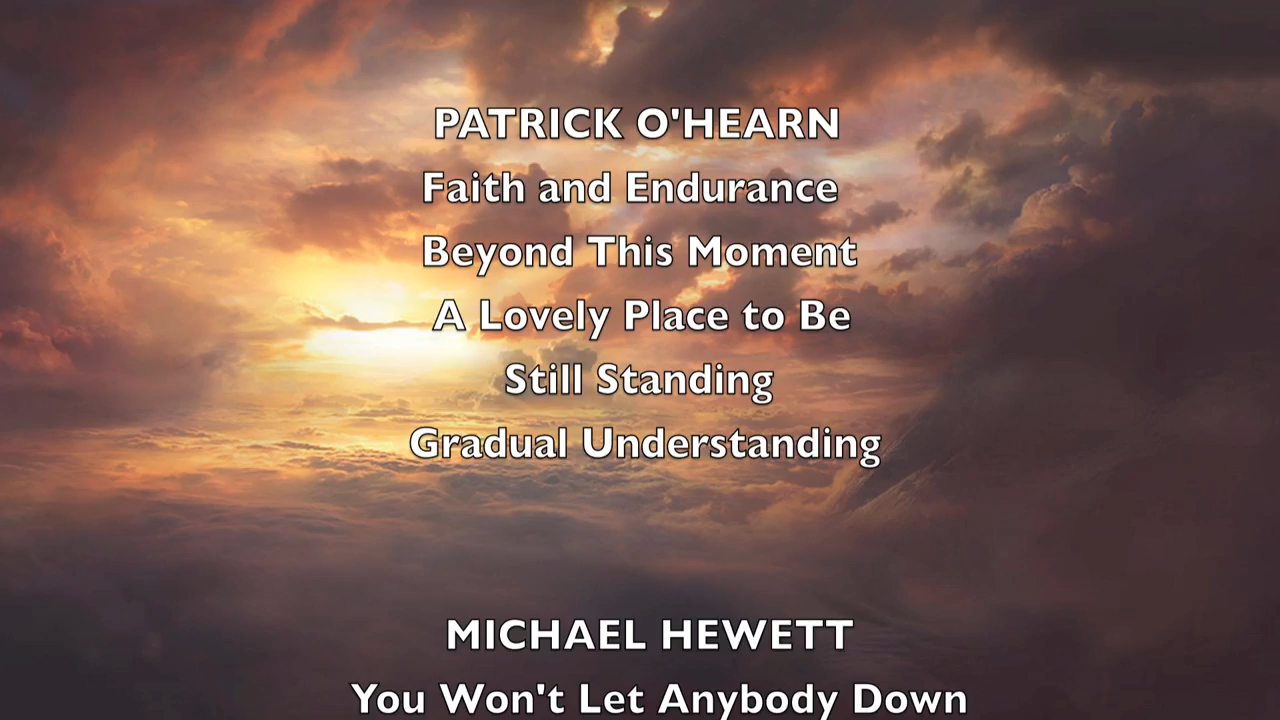 PATRICK O'HEARN
Faith and Endurance
Beyond This Moment
A Lovely Place to Be
Still Standing
Gradual Understanding
MICHAEL HEWETT
You Won't Let Anybody Down